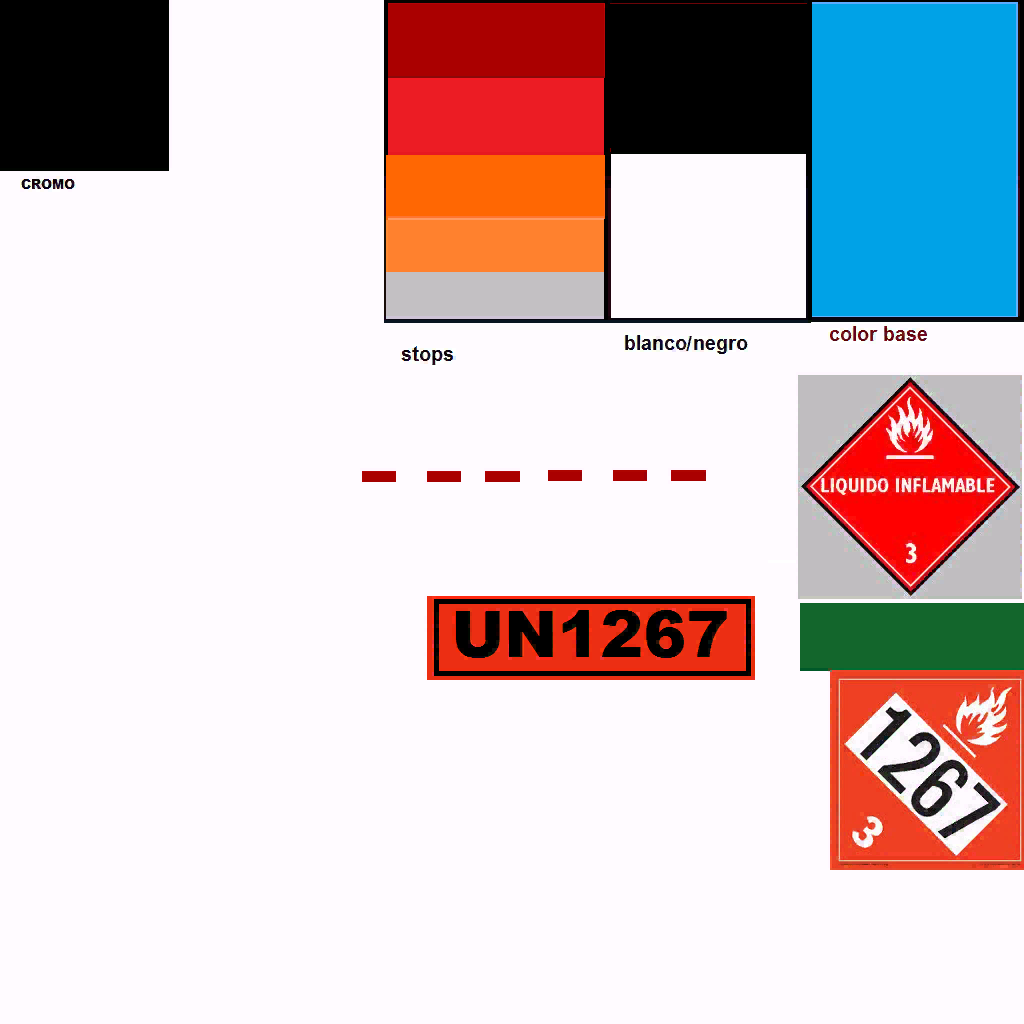 CROMO
stops
blanco/negro
color base
LIQUIDO INFLAMABLE
3
UN1267
1267
3